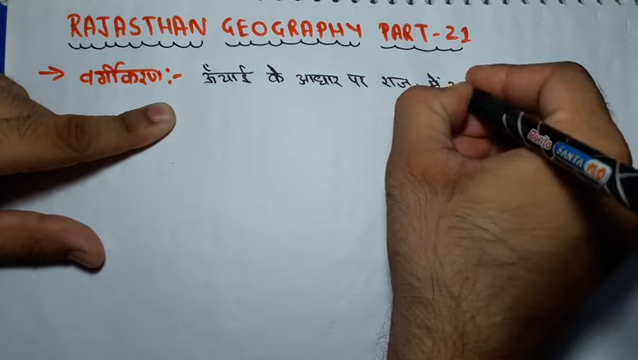 RAJASTHAN GEOGRAPHY PART-21
→ वर्गीकरण:- ऊँचाई के आधार पर राज. में